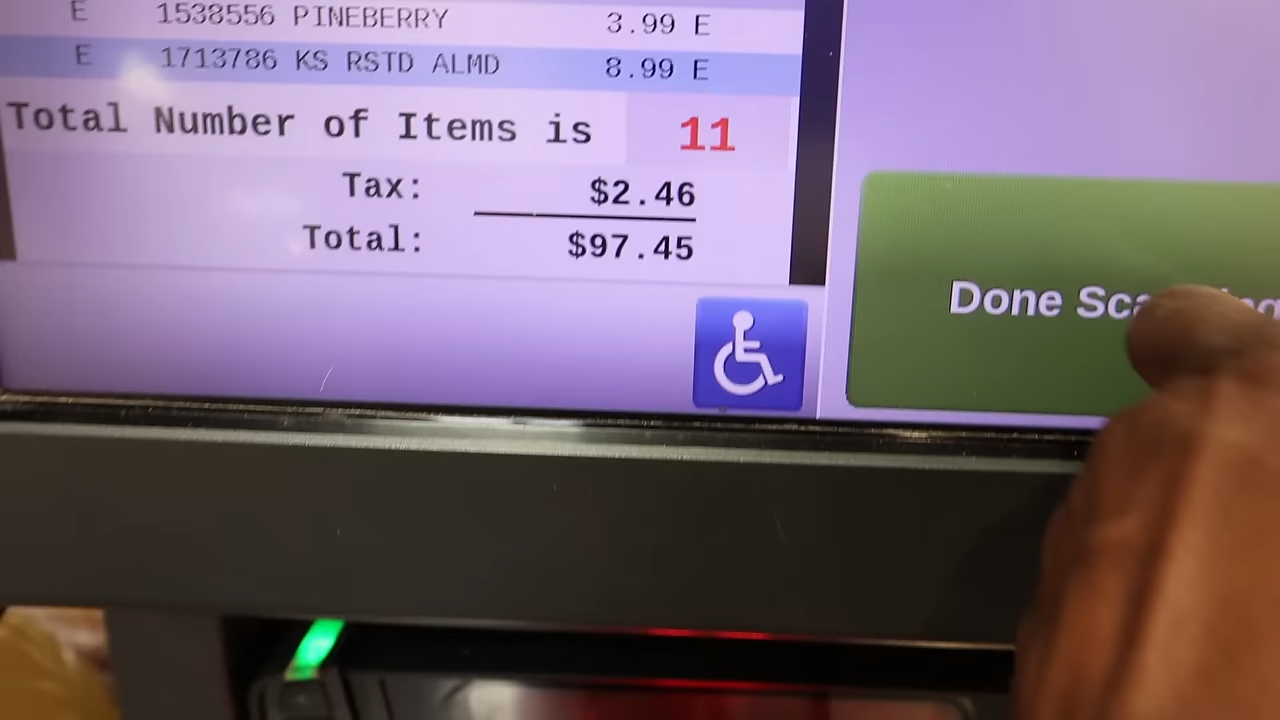 E 1538556 PINEBERRY 3.99 E
E 1713786 KS RSTD ALMD 8.99 E
Total Number of Items is 11
Tax: $2.46
Total: $97.45
Done